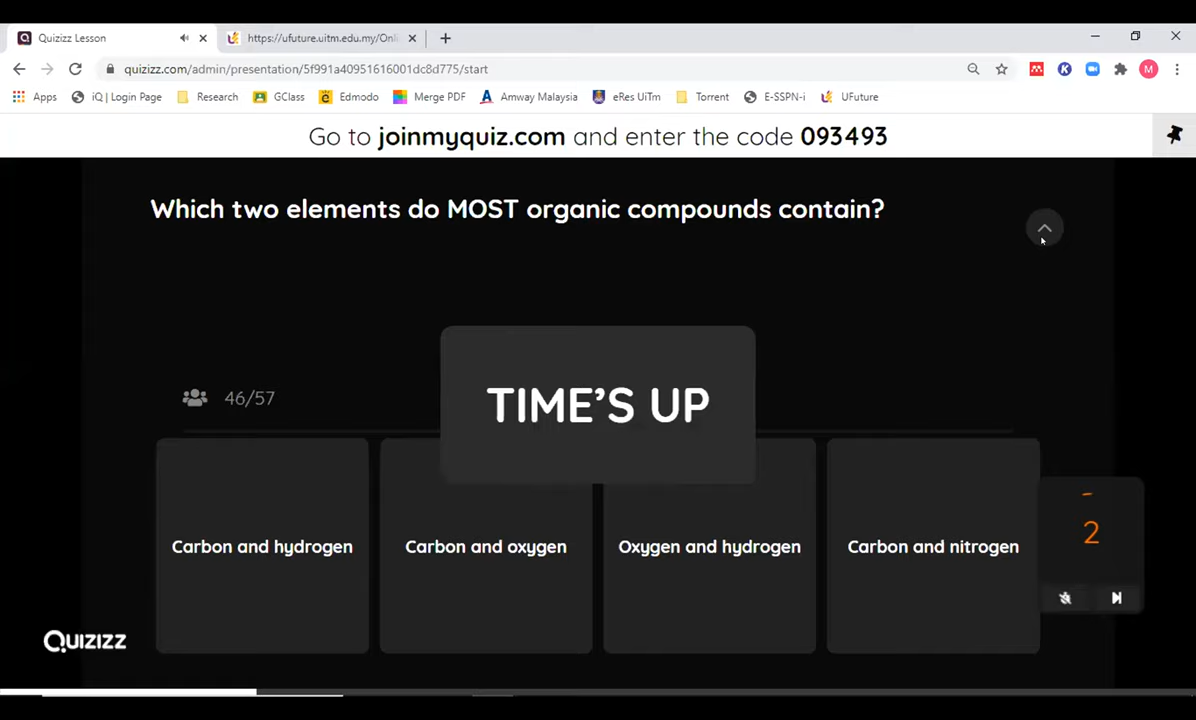 Quizizz Lesson
https://ufuture.uitm.edu.my/Onli
quizizz.com/admin/presentation/5f991a40951616001dc8d775/start
M
Apps
iQ | Login Page
Research
GClass
Edmodo
Merge PDF
Amway Malaysia
eRes UiTm
Torrent
E-SSPN-i
UFuture
Go to joinmyquiz.com and enter the code 093493
Which two elements do MOST organic compounds contain?
46/57
TIME'S UP
Carbon and hydrogen
Carbon and oxygen
Oxygen and hydrogen
Carbon and nitrogen
2
Quizizz